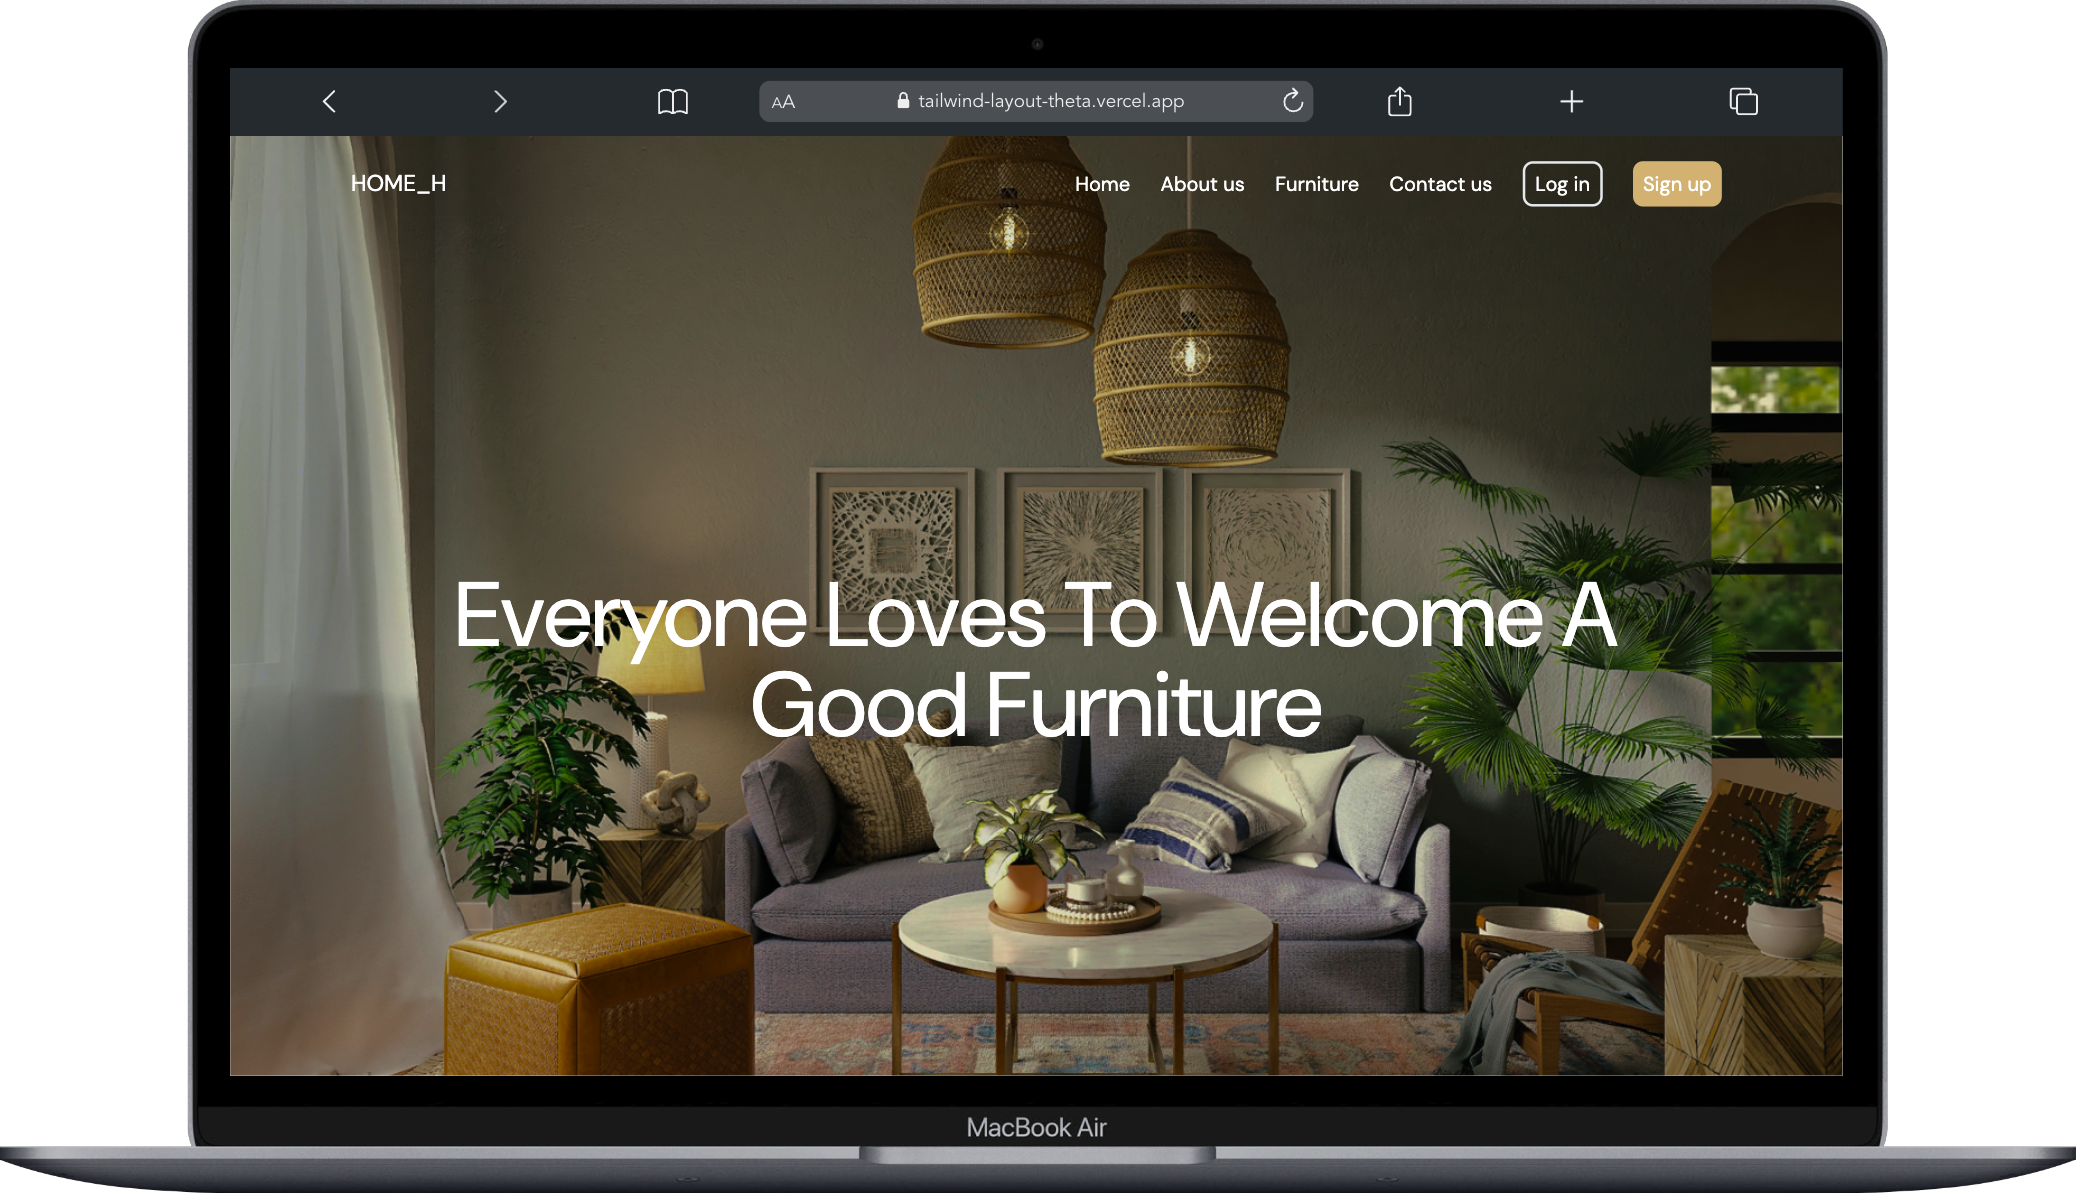 AA tailwind-layout-theta.vercel.app
HOME_H Home About us Furniture Contact us Log in Sign up
Everyone Loves To Welcome A
Good Furniture
MacBook Air